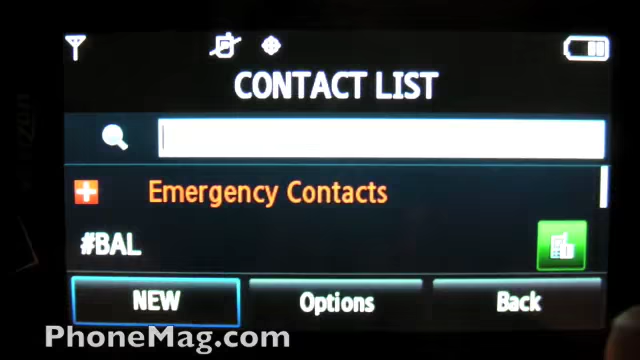 CONTACT LIST
Emergency Contacts
#BAL
NEW Options Back
PhoneMag.com